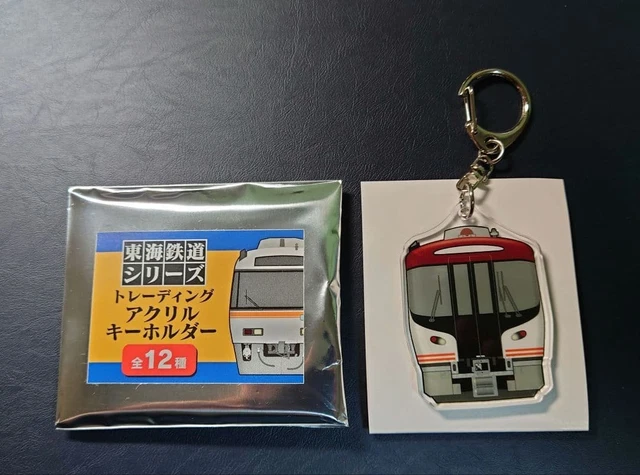 東海鉄道
シリーズ
トレーディング
アクリル
キーホルダー
全12種